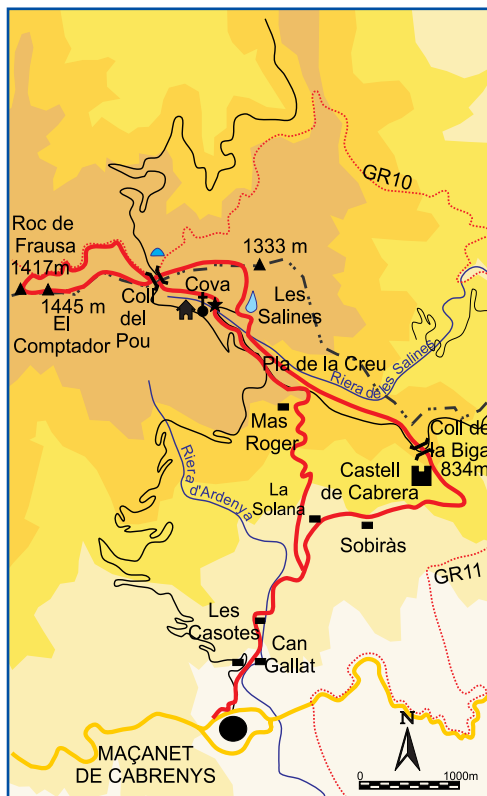 GR10
Roc de
Frausa
1417m
1333 m
Cova
1445 m
El
Comptador
Coll
del
Pou
Les
Salines
Pla de la Creu
Riera de les Salines
Mas
Roger
Coll de
la Biga
834m
Castell
de Cabrera
Riera
d'Ardenya
La
Solana
Sobiràs
GR11
Les
Casotes
Can
Gallat
MAÇANET
DE CABRENYS
N
0 1000m